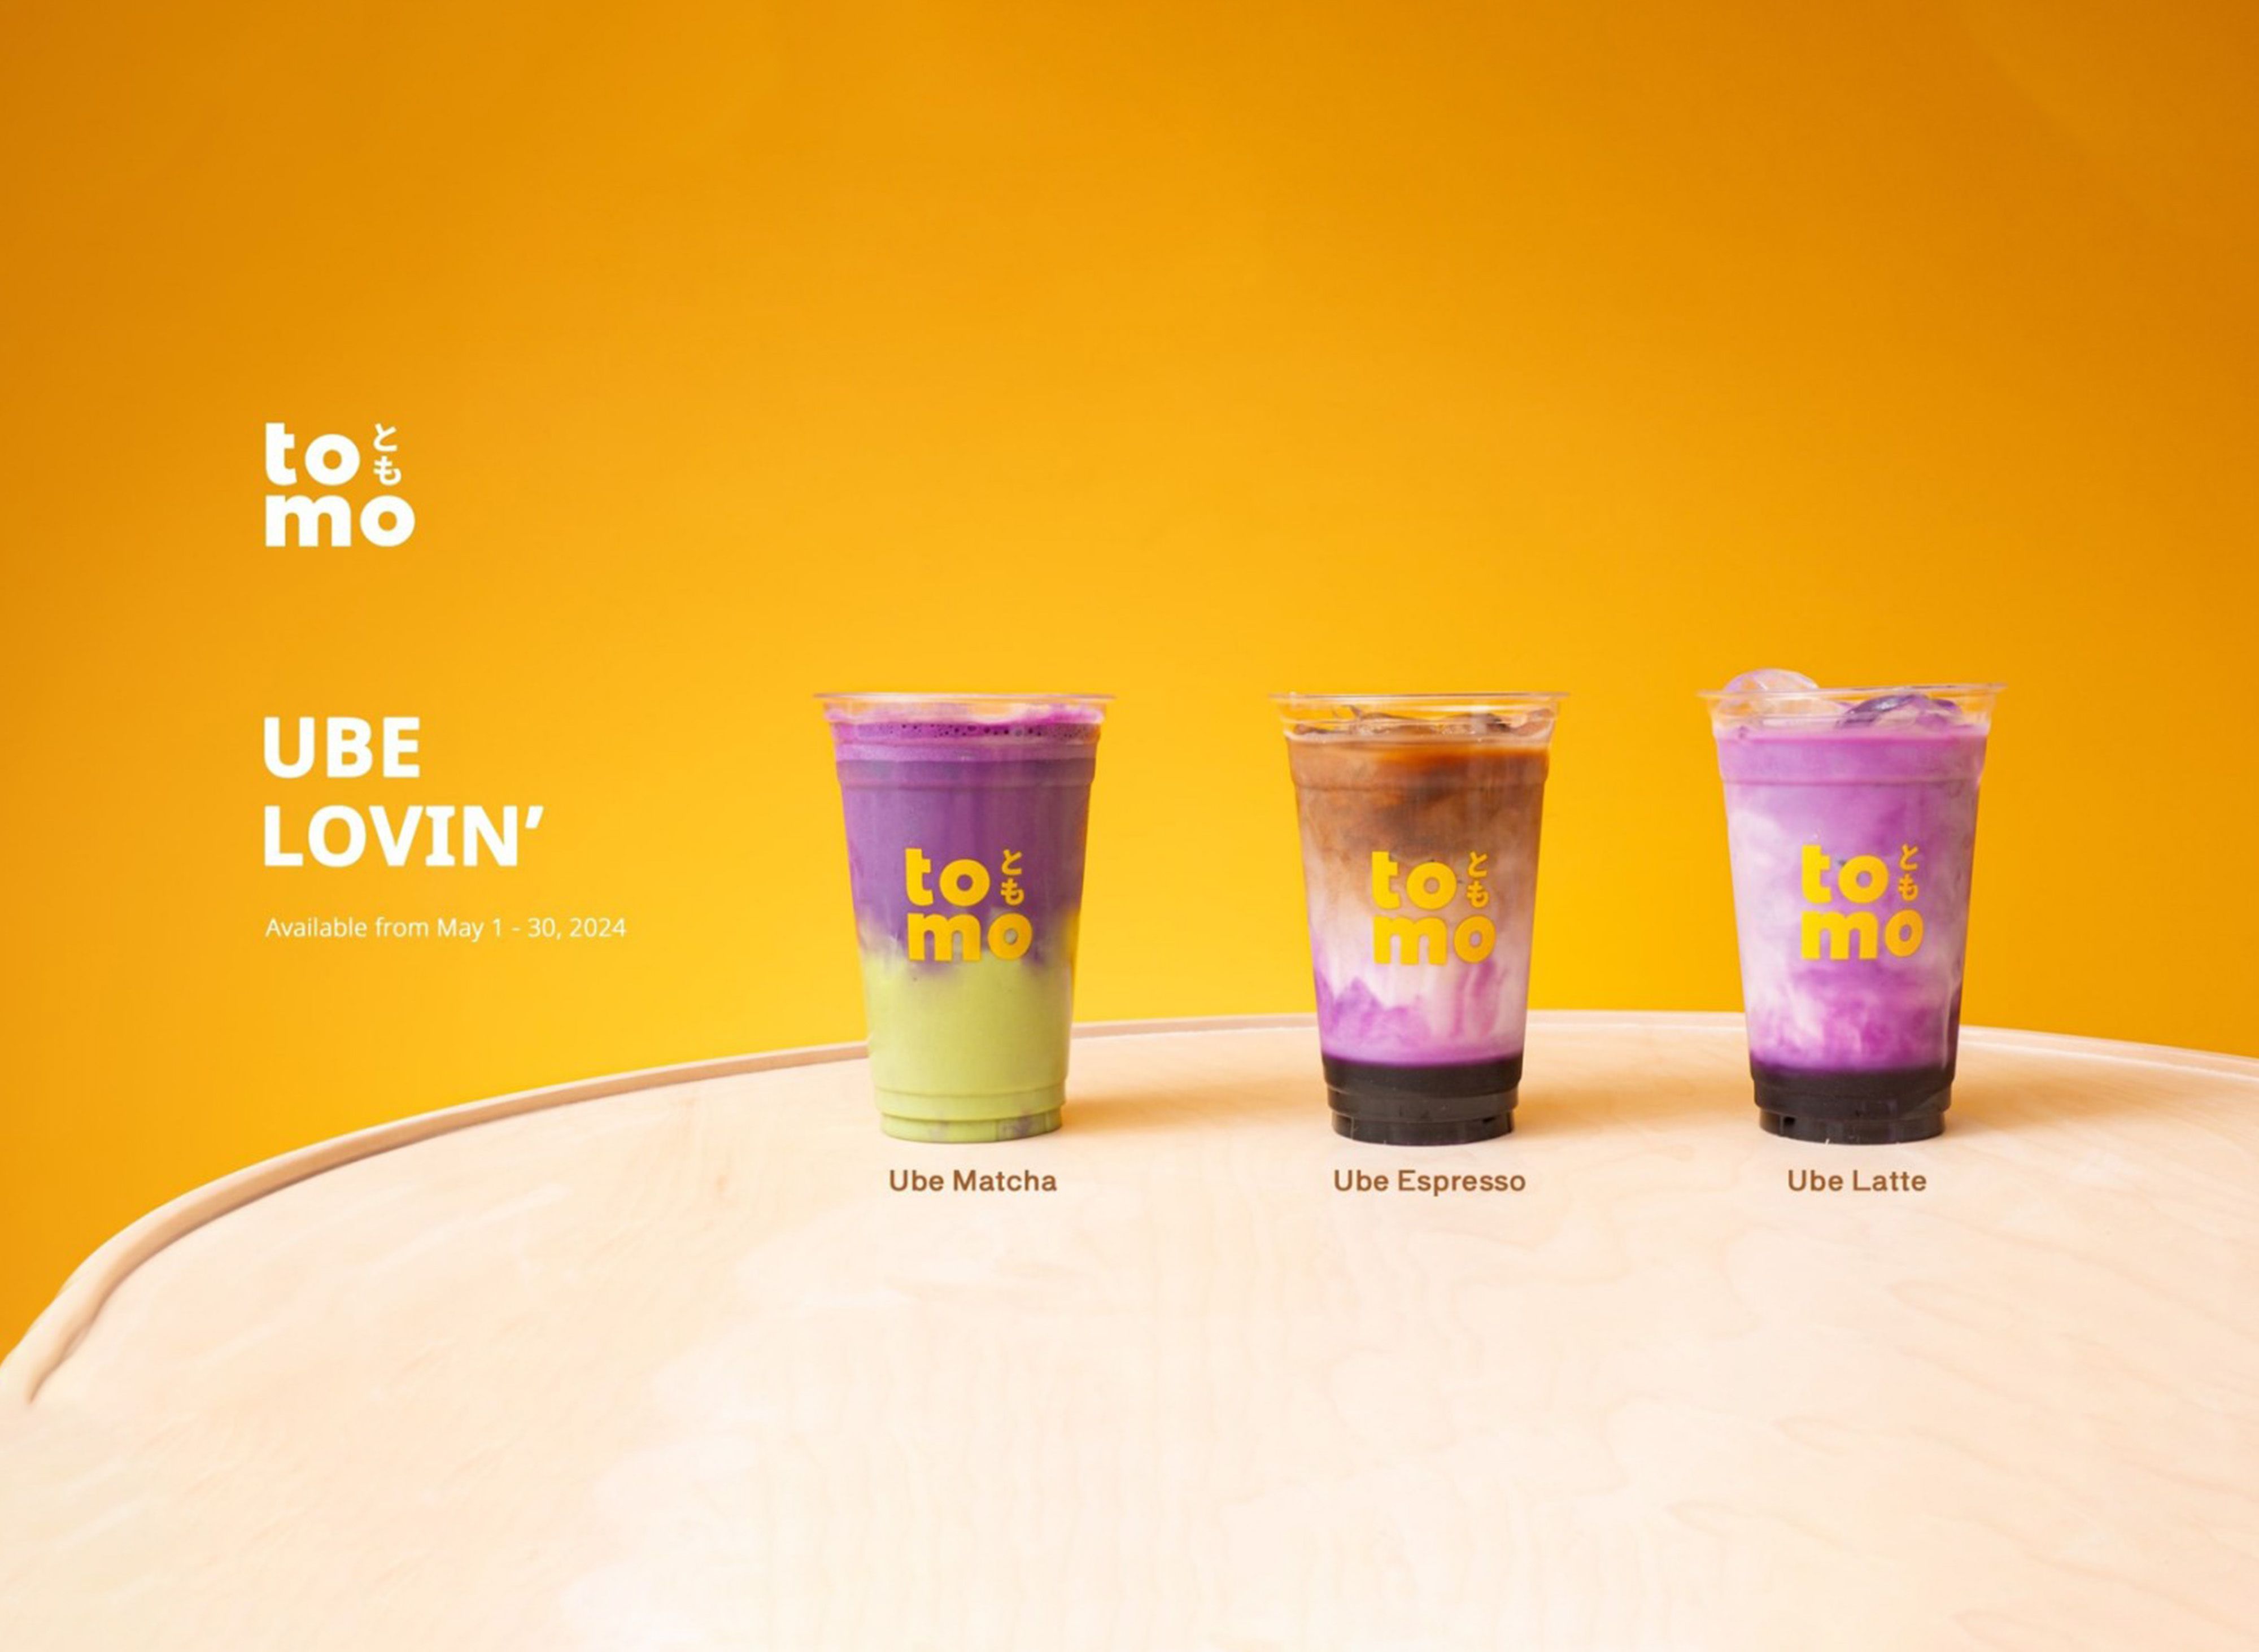 to とも
mo
UBE
LOVIN’
Available from May 1 - 30, 2024
to とも
mo
to とも
mo
to とも
mo
Ube Matcha
Ube Espresso
Ube Latte